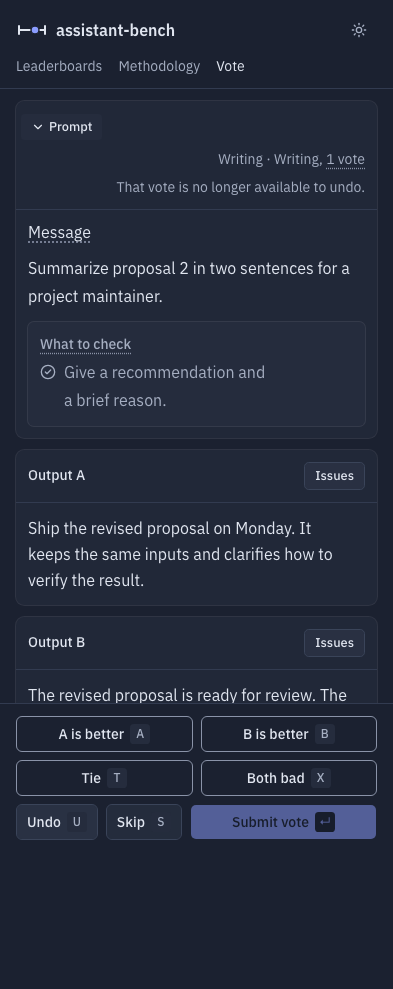 assistant-bench
Leaderboards Methodology Vote
Prompt
Writing · Writing, 1 vote
That vote is no longer available to undo.
Message
Summarize proposal 2 in two sentences for a
project maintainer.
What to check
Give a recommendation and
a brief reason.
Output A Issues
Ship the revised proposal on Monday. It
keeps the same inputs and clarifies how to
verify the result.
Output B Issues
The revised proposal is ready for review. The
A is better A B is better B
Tie T Both bad X
Undo U Skip S Submit vote